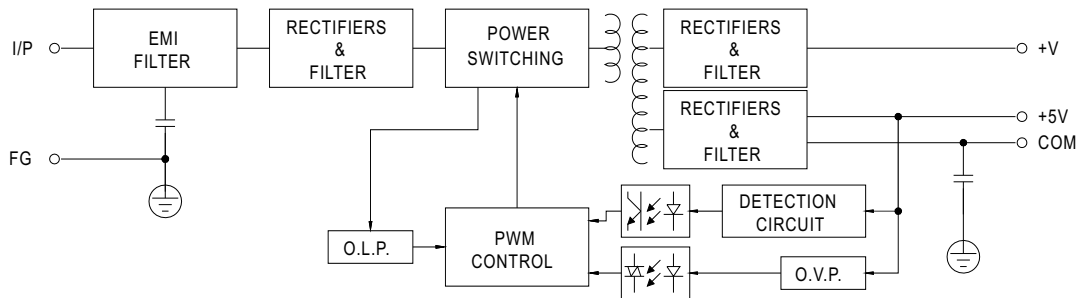 I/P
EMI
FILTER
RECTIFIERS
&
FILTER
POWER
SWITCHING
RECTIFIERS
&
FILTER
+V
RECTIFIERS
&
FILTER
+5V
COM
FG
O.L.P.
PWM
CONTROL
DETECTION
CIRCUIT
O.V.P.